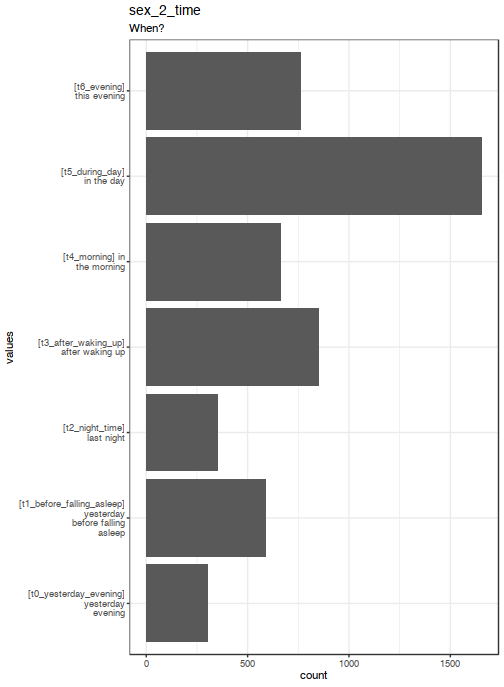 sex_2_time
When?
[t6_evening]
this evening
[t5_during_day]
in the day
[t4_morning] in
the morning
[t3_after_waking_up]
after waking up
[t2_night_time]
last night
[t1_before_falling_asleep]
yesterday
before falling
asleep
[t0_yesterday_evening]
yesterday
evening
values
0 500 1000 1500
count